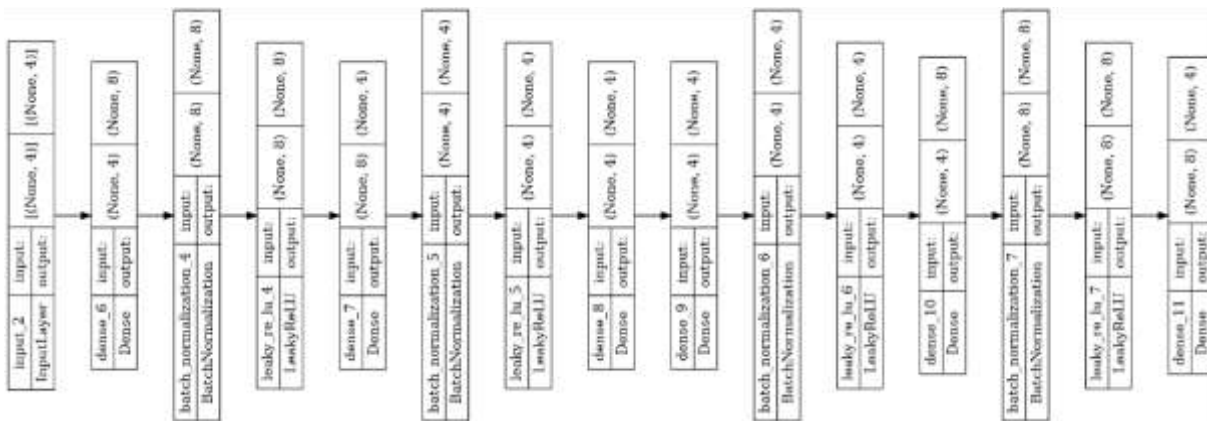 input_2 input: [(None, 4)] [(None, 4)]
InputLayer output:
dense_6 input: (None, 4) (None, 8)
Dense output:
batch_normalization_4 input: (None, 8) (None, 8)
BatchNormalization output:
leaky_re_lu_4 input: (None, 8) (None, 8)
LeakyReLU output:
dense_7 input: (None, 8) (None, 4)
Dense output:
batch_normalization_5 input: (None, 4) (None, 4)
BatchNormalization output:
leaky_re_lu_5 input: (None, 4) (None, 4)
LeakyReLU output:
dense_8 input: (None, 4) (None, 4)
Dense output:
dense_9 input: (None, 4) (None, 4)
Dense output:
batch_normalization_6 input: (None, 4) (None, 4)
BatchNormalization output:
leaky_re_lu_6 input: (None, 4) (None, 4)
LeakyReLU output:
dense_10 input: (None, 4) (None, 8)
Dense output:
batch_normalization_7 input: (None, 8) (None, 8)
BatchNormalization output:
leaky_re_lu_7 input: (None, 8) (None, 8)
LeakyReLU output:
dense_11 input: (None, 8) (None, 4)
Dense output: